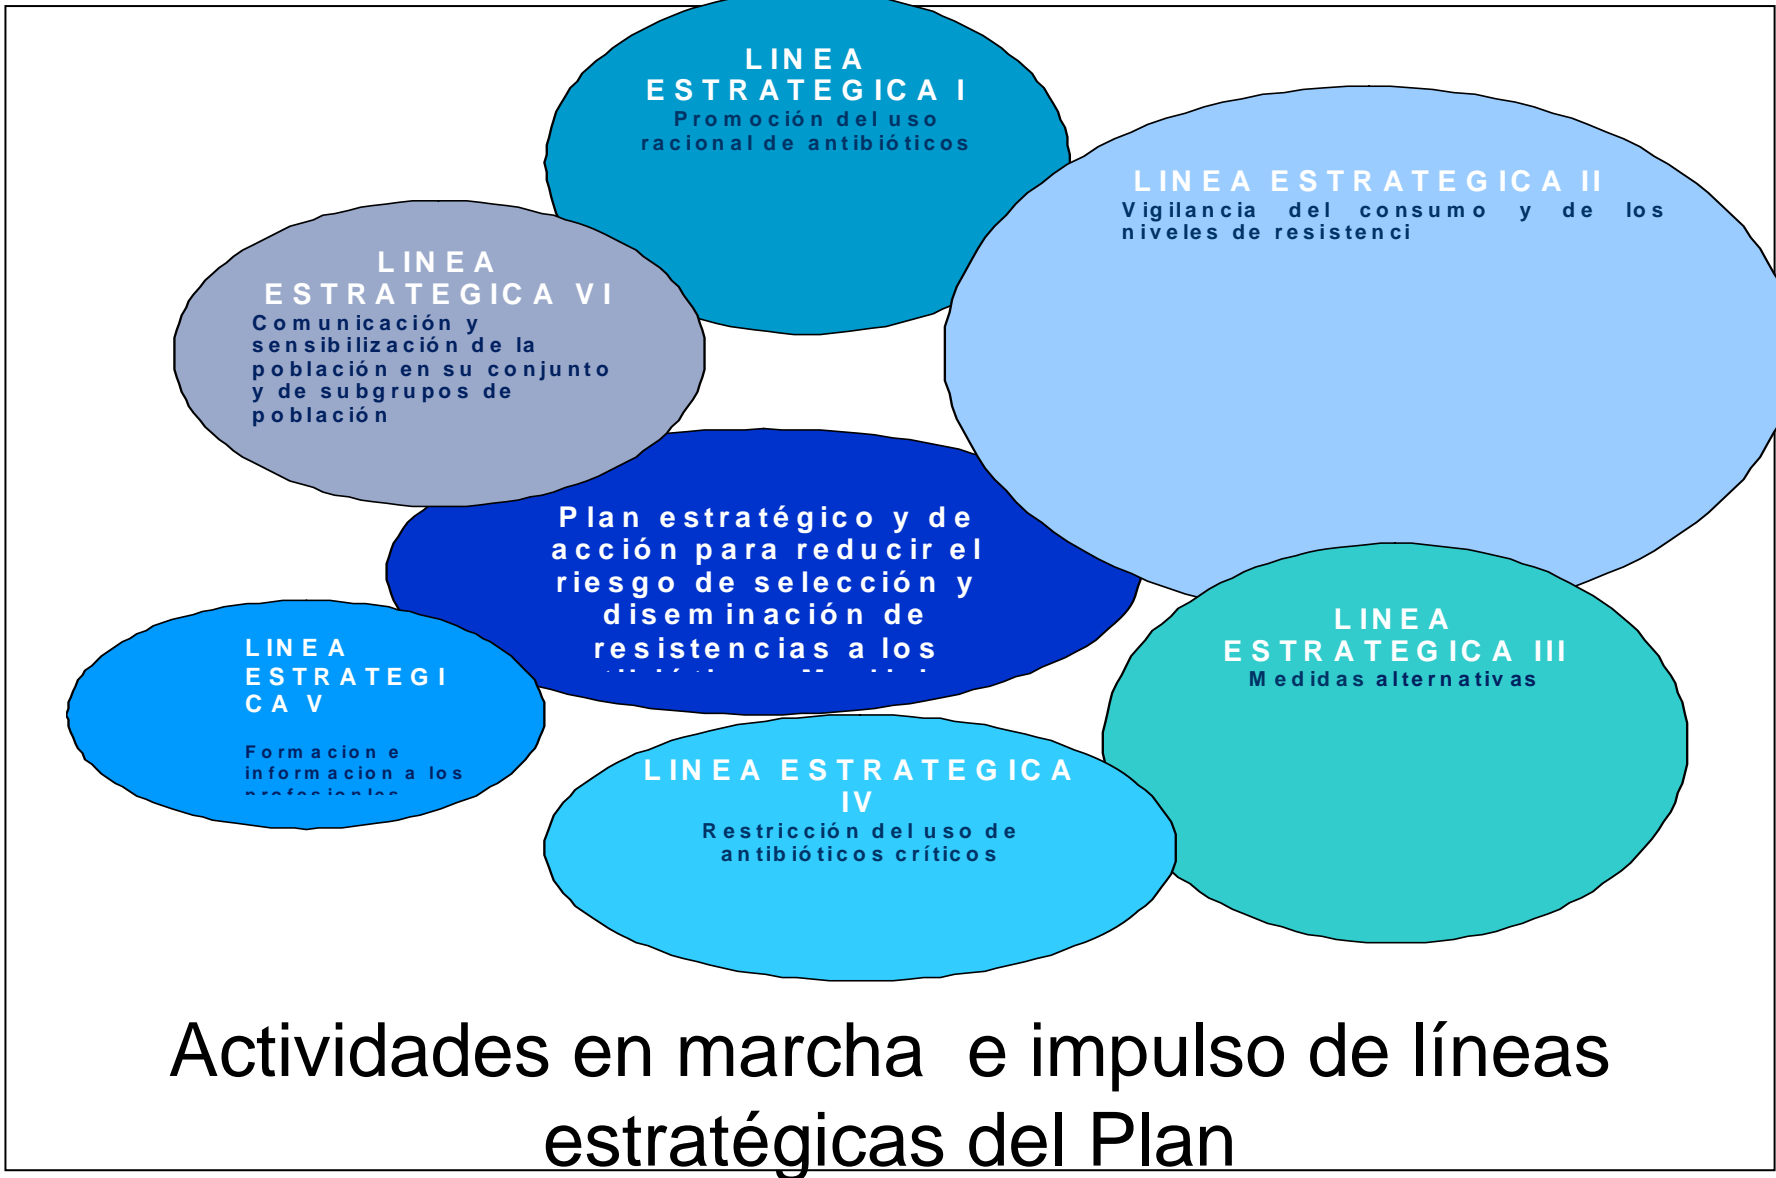 LINEA
ESTRATEGICA I
Promoción del uso
racional de antibióticos
LINEA ESTRATEGICA II
Vigilancia del consumo y de los
niveles de resistenci
LINEA
ESTRATEGICA VI
Comunicación y
sensibilización de la
población en su conjunto
y de subgrupos de
población
Plan estratégico y de
acción para reducir el
riesgo de selección y
diseminación de
resistencias a los
LINEA
ESTRATEGICA III
Medidas alternativas
LINEA
ESTRATEGI
CA V
Formacion e
informacion a los
LINEA ESTRATEGICA
IV
Restricción del uso de
antibióticos críticos
Actividades en marcha e impulso de líneas
estratégicas del Plan